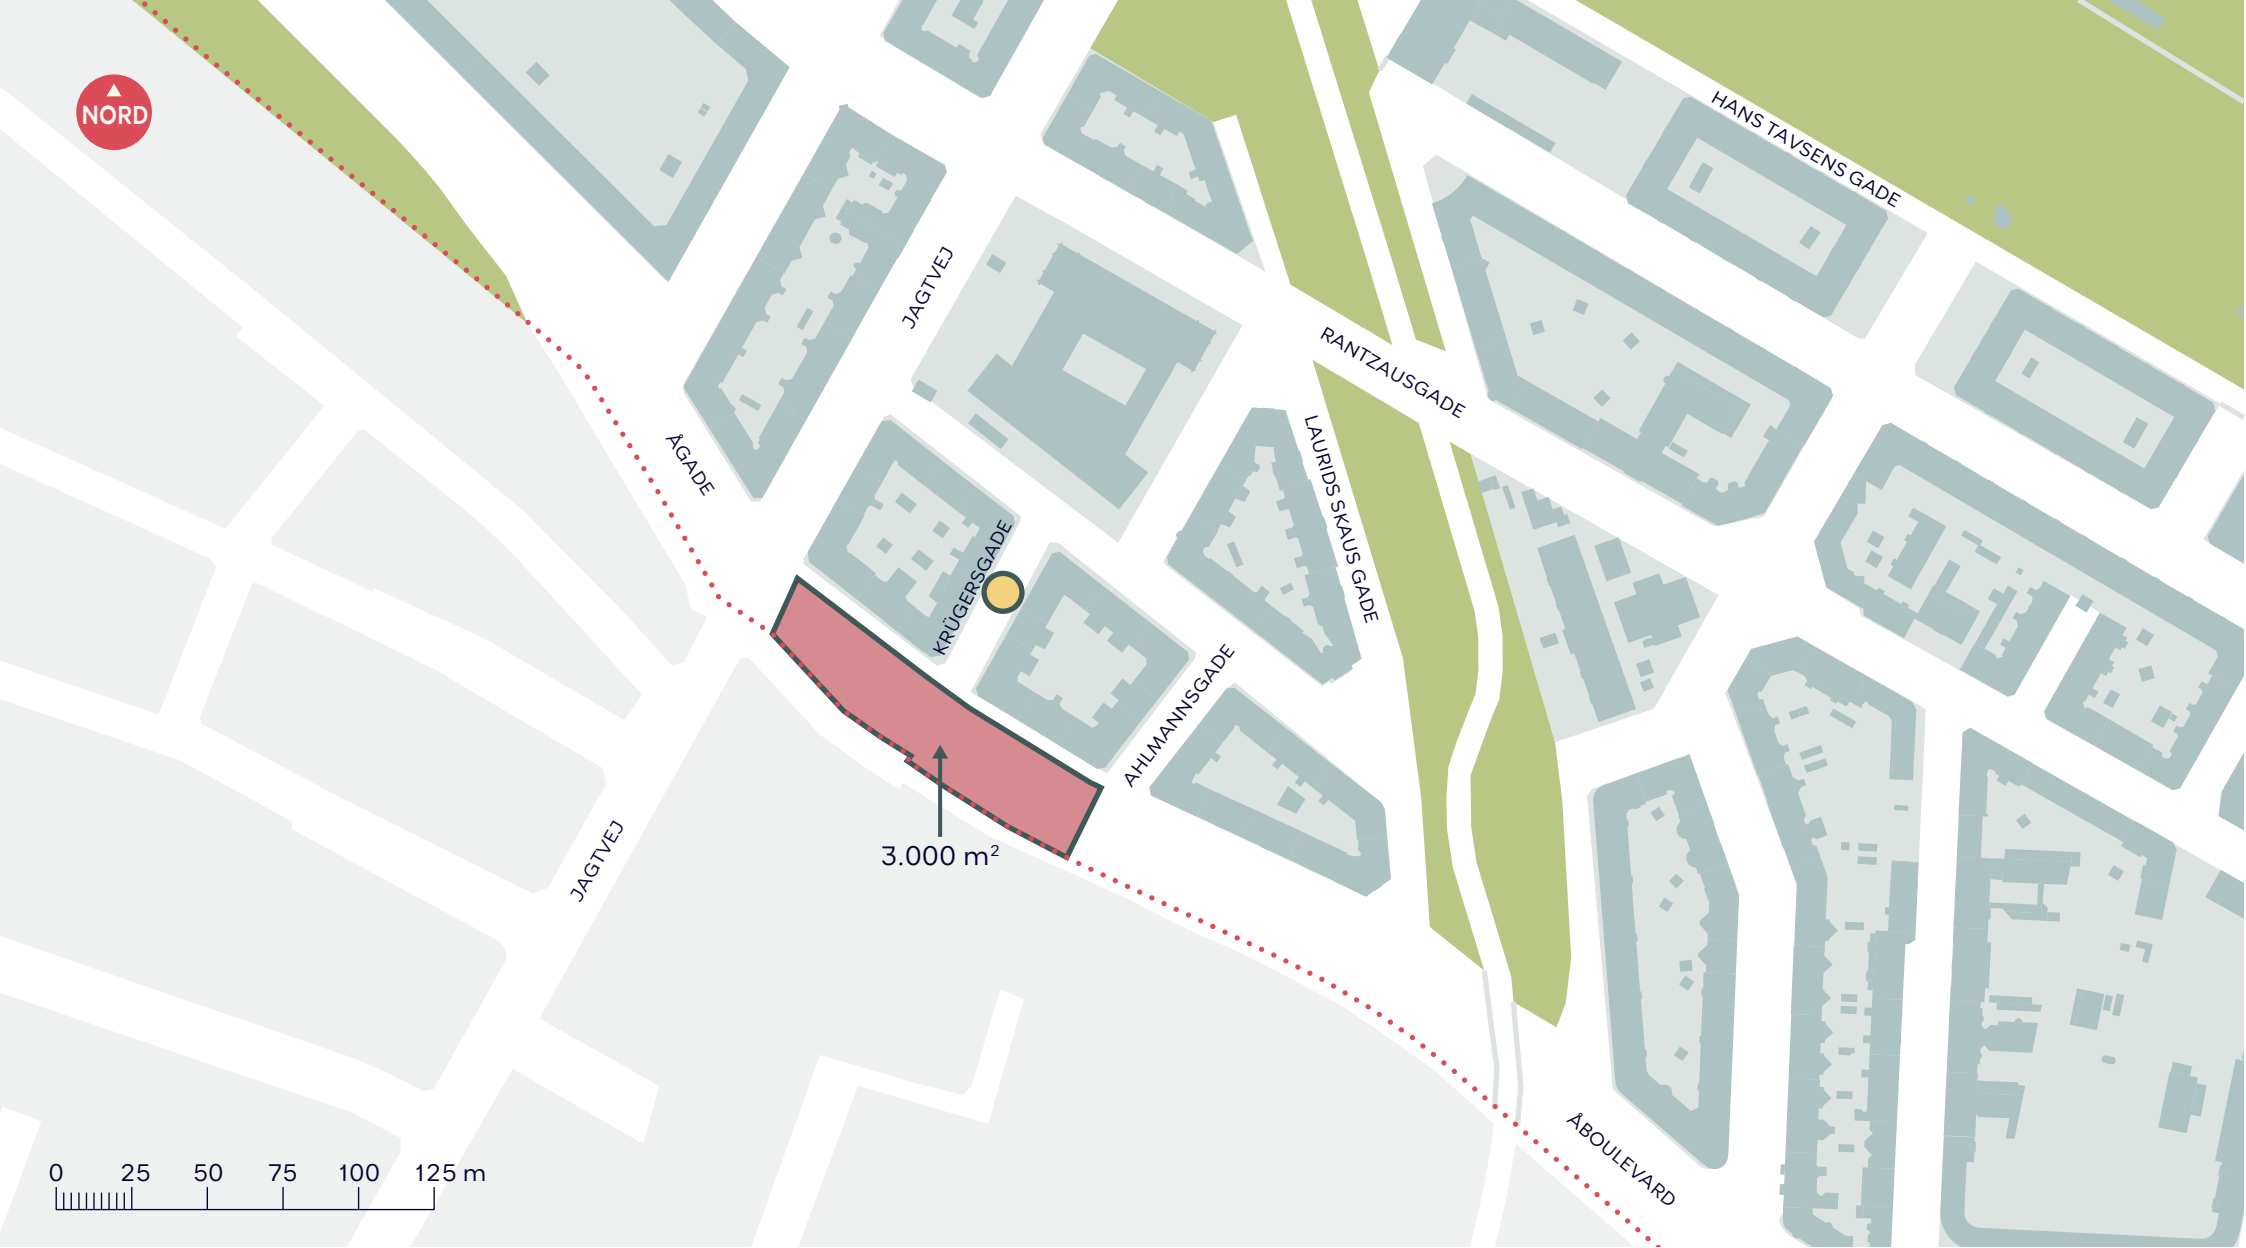 NORD
HANS TAVSENS GADE
JAGTVEJ
RANTZAUSGADE
ÅGADE
LAURIDS SKAUS GADE
KRÜGERSGADE
AHLMANNSGADE
3.000 m²
JAGTVEJ
ÅBOULEVARD
0 25 50 75 100 125 m